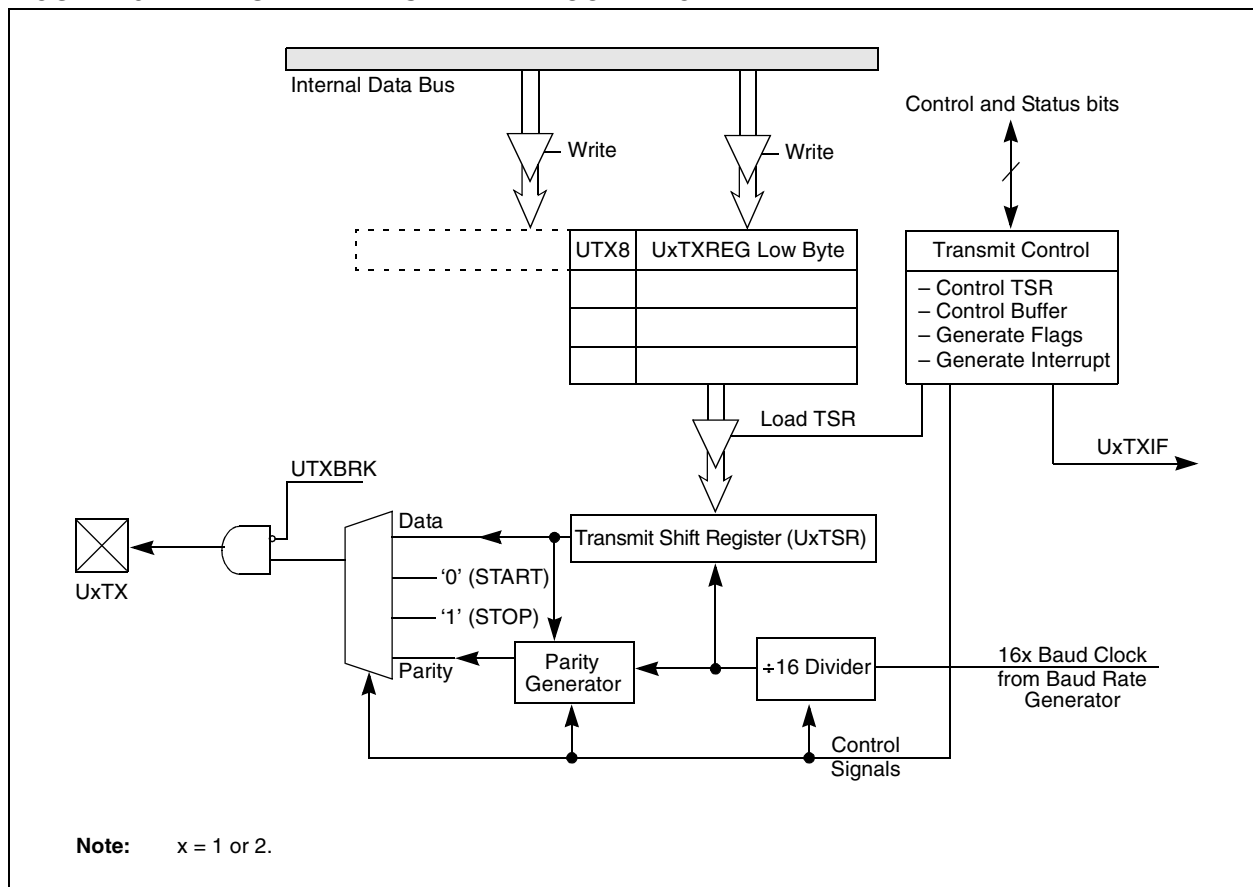 Internal Data Bus
Control and Status bits
Write
Write
UTX8
UxTXREG Low Byte
Transmit Control
– Control TSR
– Control Buffer
– Generate Flags
– Generate Interrupt
Load TSR
UxTXIF
UTXBRK
Data
Transmit Shift Register (UxTSR)
UxTX
‘0’ (START)
‘1’ (STOP)
Parity
Parity
Generator
÷16 Divider
16x Baud Clock
from Baud Rate
Generator
Control
Signals
Note: x = 1 or 2.